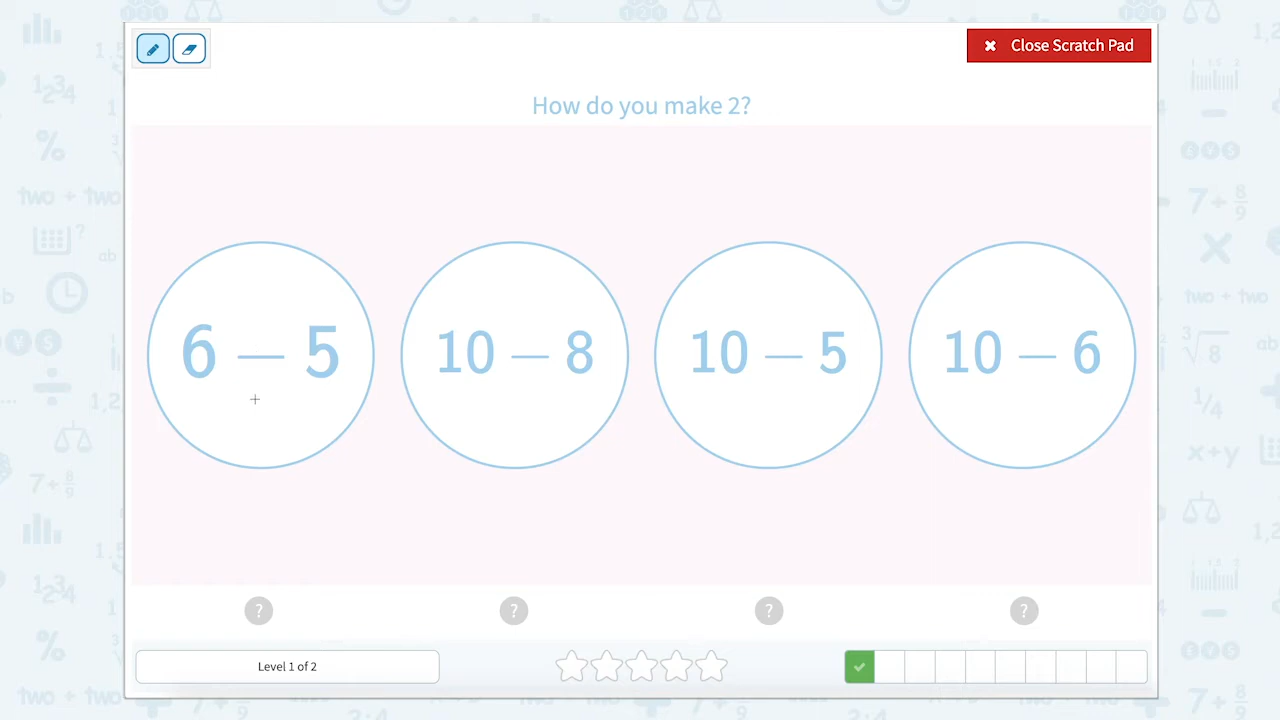 Close Scratch Pad
How do you make 2?
6 – 5
10 – 8
10 – 5
10 – 6
? ? ? ?
Level 1 of 2